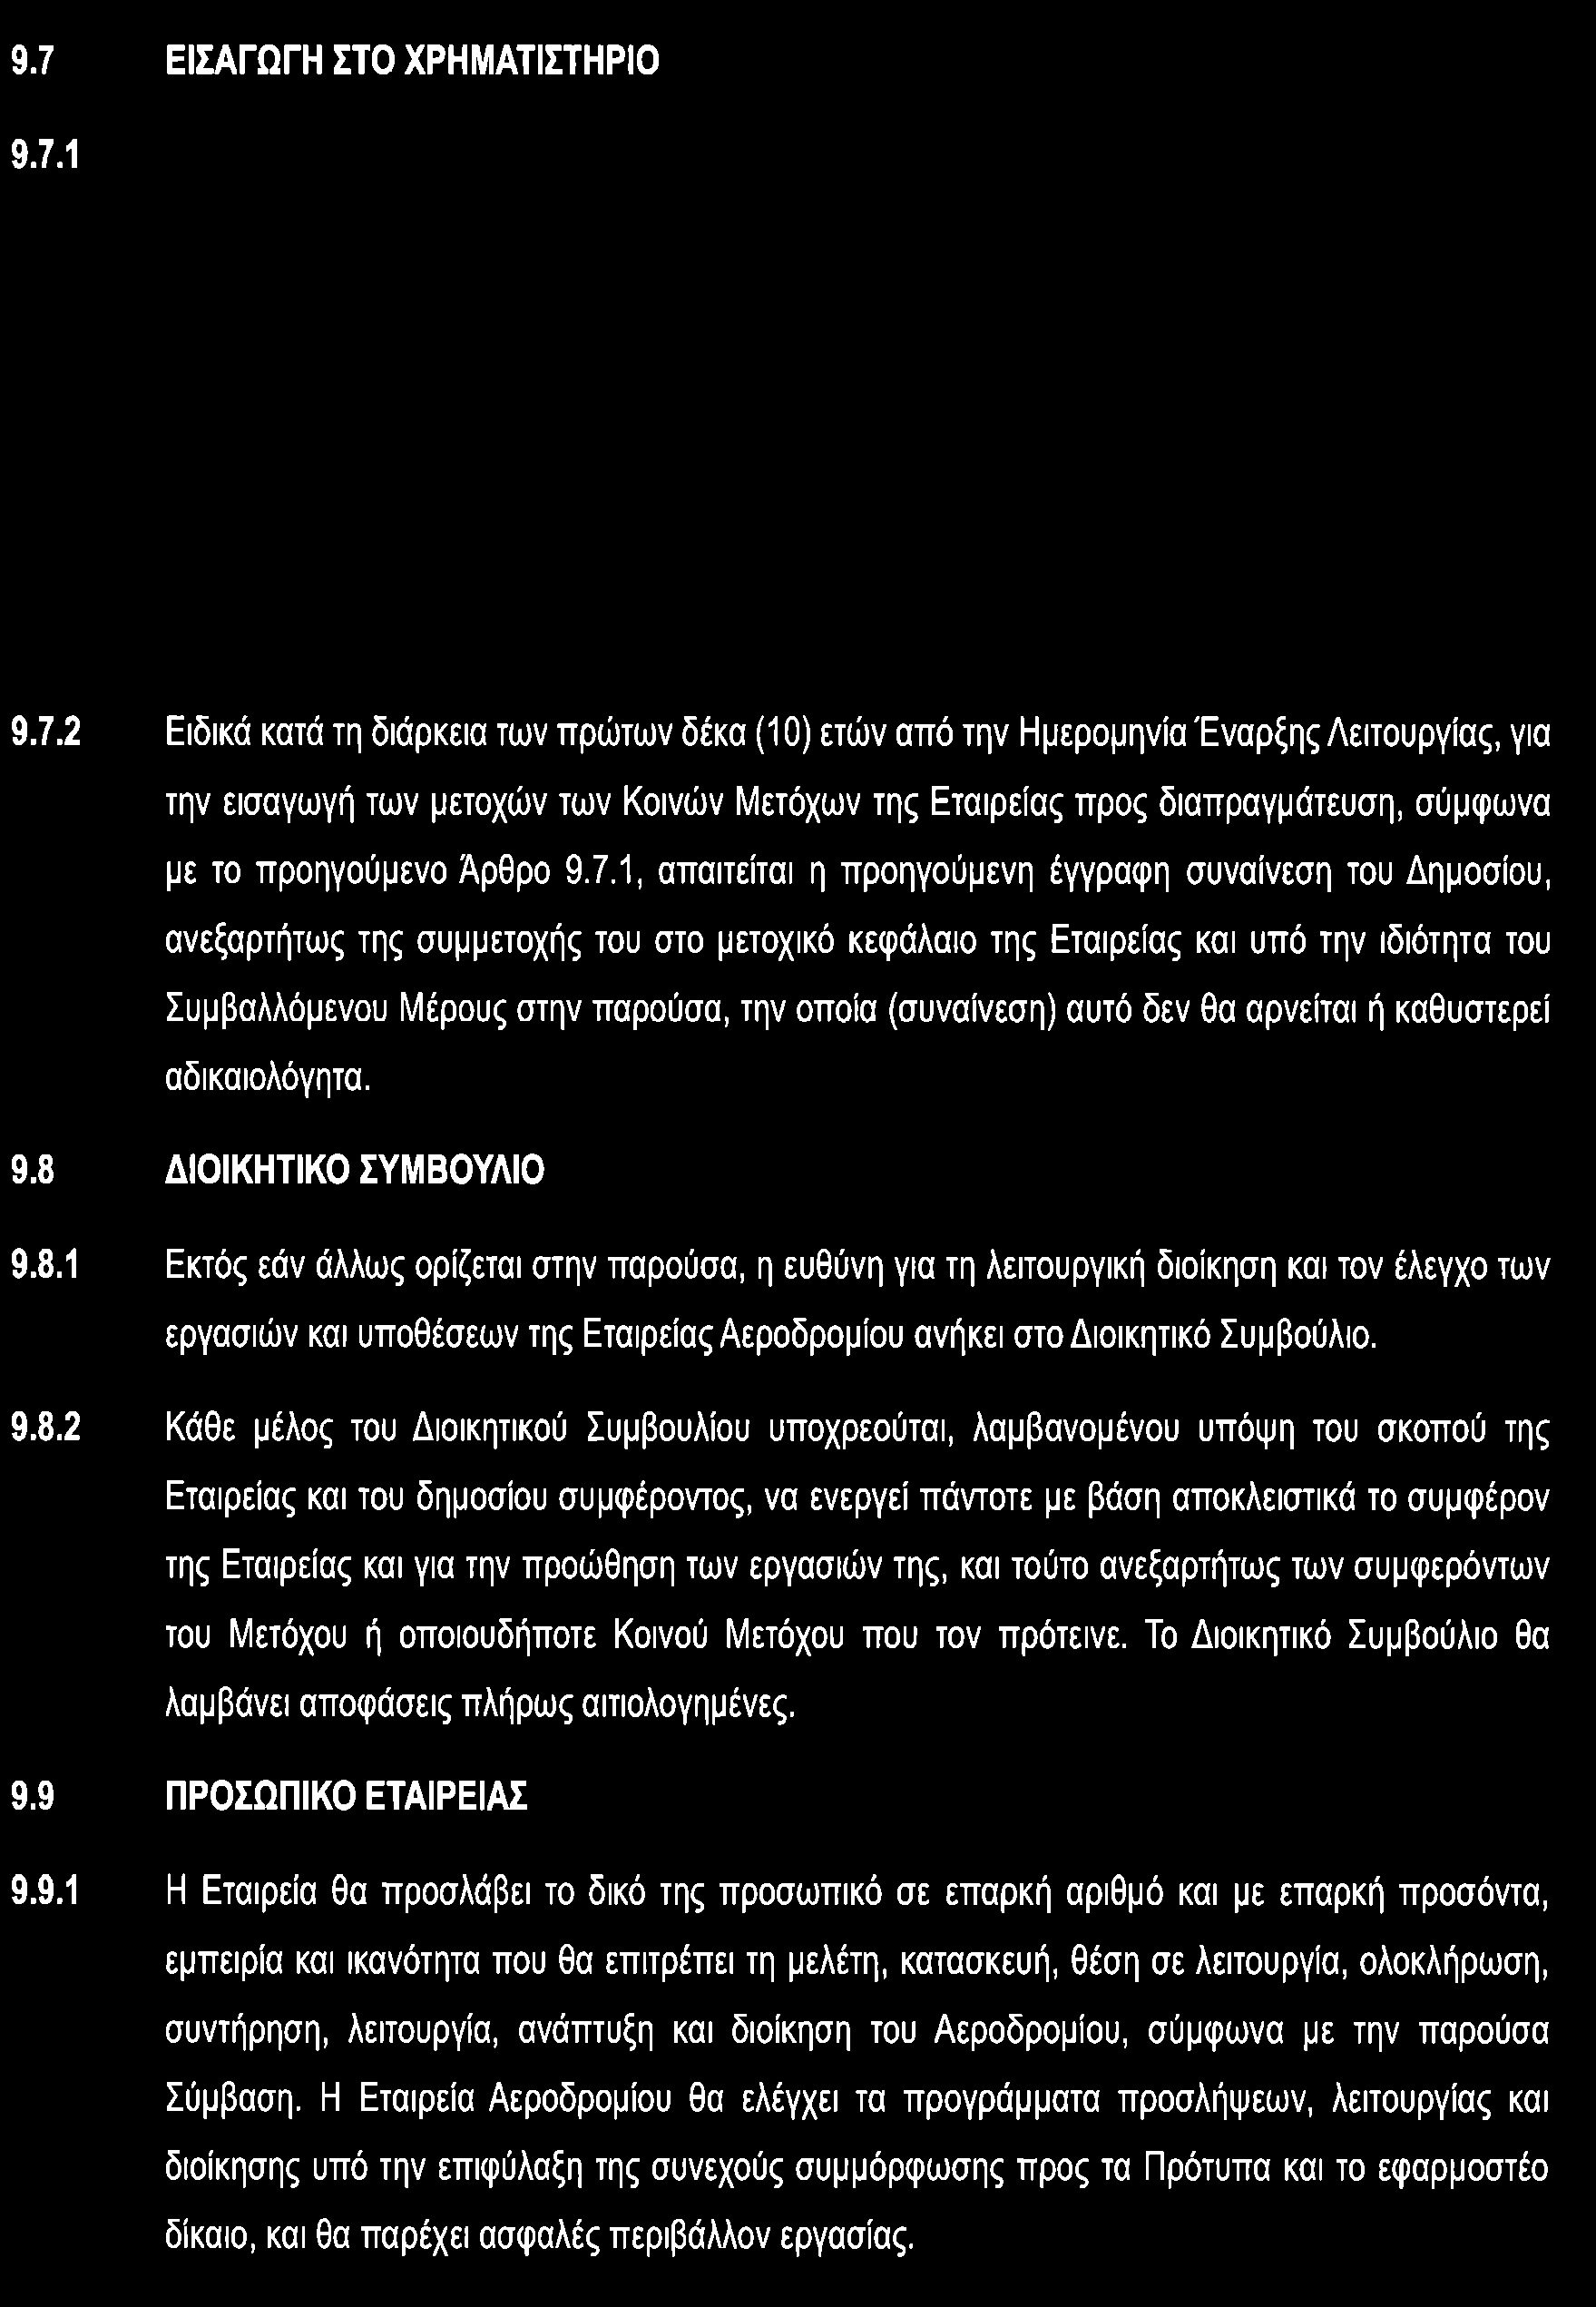 9.7 ΕΙΣΑΓΩΓΗ ΣΤΟ ΧΡΗΜΑΤΙΣΤΗΡΙΟ
9.7.1
9.7.2 Ειδικά κατά τη διάρκεια των πρώτων δέκα (10) ετών από την Ημερομηνία Έναρξης Λειτουργίας, για
την εισαγωγή των μετοχών των Κοινών Μετόχων της Εταιρείας προς διαπραγμάτευση, σύμφωνα
με το προηγούμενο Άρθρο 9.7.1, απαιτείται η προηγούμενη έγγραφη συναίνεση του Δημοσίου,
ανεξαρτήτως της συμμετοχής του στο μετοχικό κεφάλαιο της Εταιρείας και υπό την ιδιότητα του
Συμβαλλόμενου Μέρους στην παρούσα, την οποία (συναίνεση) αυτό δεν θα αρνείται ή καθυστερεί
αδικαιολόγητα.
9.8 ΔΙΟΙΚΗΤΙΚΟ ΣΥΜΒΟΥΛΙΟ
9.8.1 Εκτός εάν άλλως ορίζεται στην παρούσα, η ευθύνη για τη λειτουργική διοίκηση και τον έλεγχο των
εργασιών και υποθέσεων της Εταιρείας Αεροδρομίου ανήκει στο Διοικητικό Συμβούλιο.
9.8.2 Κάθε μέλος του Διοικητικού Συμβουλίου υποχρεούται, λαμβανομένου υπόψη του σκοπού της
Εταιρείας και του δημοσίου συμφέροντος, να ενεργεί πάντοτε με βάση αποκλειστικά το συμφέρον
της Εταιρείας και για την προώθηση των εργασιών της, και τούτο ανεξαρτήτως των συμφερόντων
του Μετόχου ή οποιουδήποτε Κοινού Μετόχου που τον πρότεινε. Το Διοικητικό Συμβούλιο θα
λαμβάνει αποφάσεις πλήρως αιτιολογημένες.
9.9 ΠΡΟΣΩΠΙΚΟ ΕΤΑΙΡΕΙΑΣ
9.9.1 Η Εταιρεία θα προσλάβει το δικό της προσωπικό σε επαρκή αριθμό και με επαρκή προσόντα,
εμπειρία και ικανότητα που θα επιτρέπει τη μελέτη, κατασκευή, θέση σε λειτουργία, ολοκλήρωση,
συντήρηση, λειτουργία, ανάπτυξη και διοίκηση του Αεροδρομίου, σύμφωνα με την παρούσα
Σύμβαση. Η Εταιρεία Αεροδρομίου θα ελέγχει τα προγράμματα προσλήψεων, λειτουργίας και
διοίκησης υπό την επιφύλαξη της συνεχούς συμμόρφωσης προς τα Πρότυπα και το εφαρμοστέο
δίκαιο, και θα παρέχει ασφαλές περιβάλλον εργασίας.